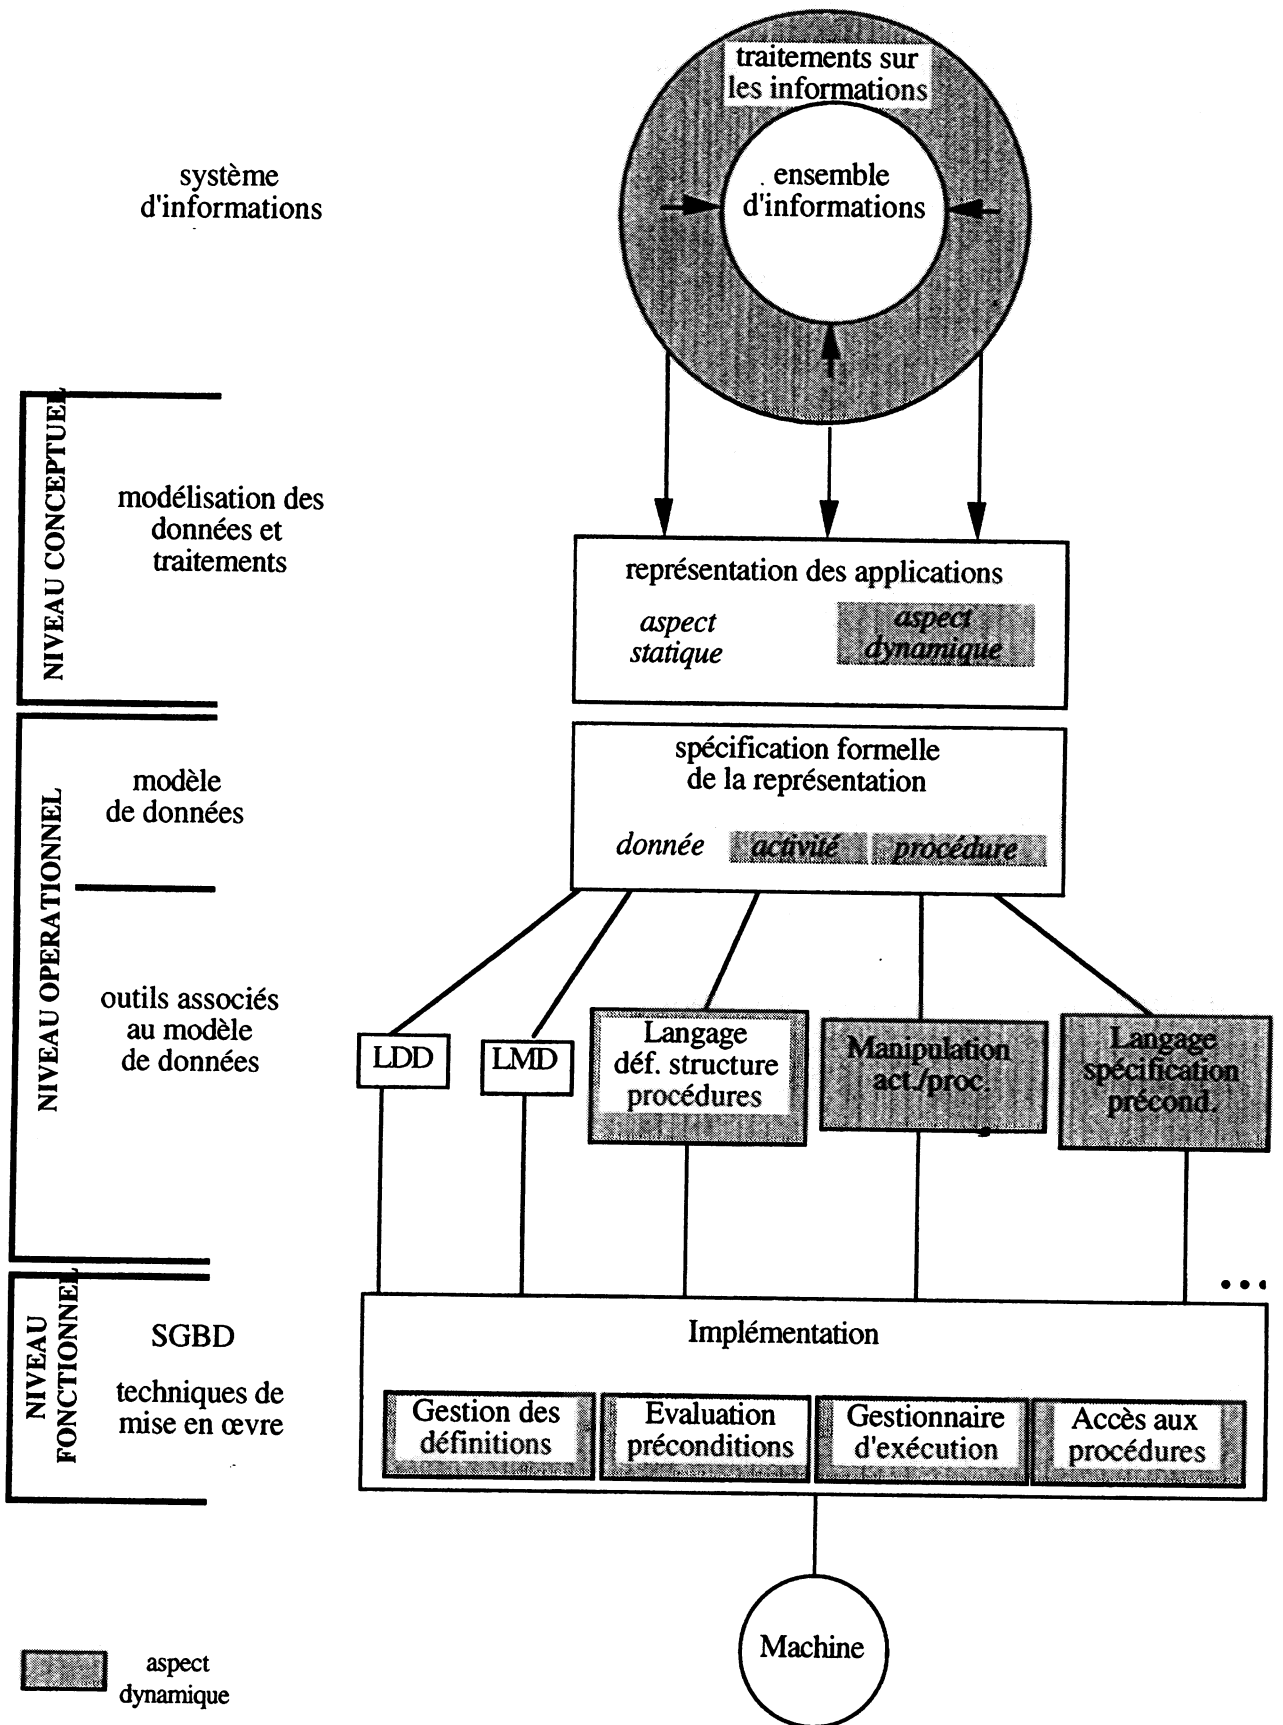 traitements sur
les informations
ensemble
d'informations
système
d'informations
NIVEAU CONCEPTUEL
modélisation des
données et
traitements
représentation des applications
aspect
statique
aspect
dynamique
NIVEAU OPERATIONNEL
modèle
de données
spécification formelle
de la représentation
donnée
activité
procédure
outils associés
au modèle
de données
LDD
LMD
Langage
déf. structure
procédures
Manipulation
act./proc.
Langage
spécification
précond.
...
NIVEAU
FONCTIONNEL
SGBD
techniques de
mise en œvre
Implémentation
Gestion des
définitions
Evaluation
préconditions
Gestionnaire
d'exécution
Accès aux
procédures
Machine
aspect
dynamique